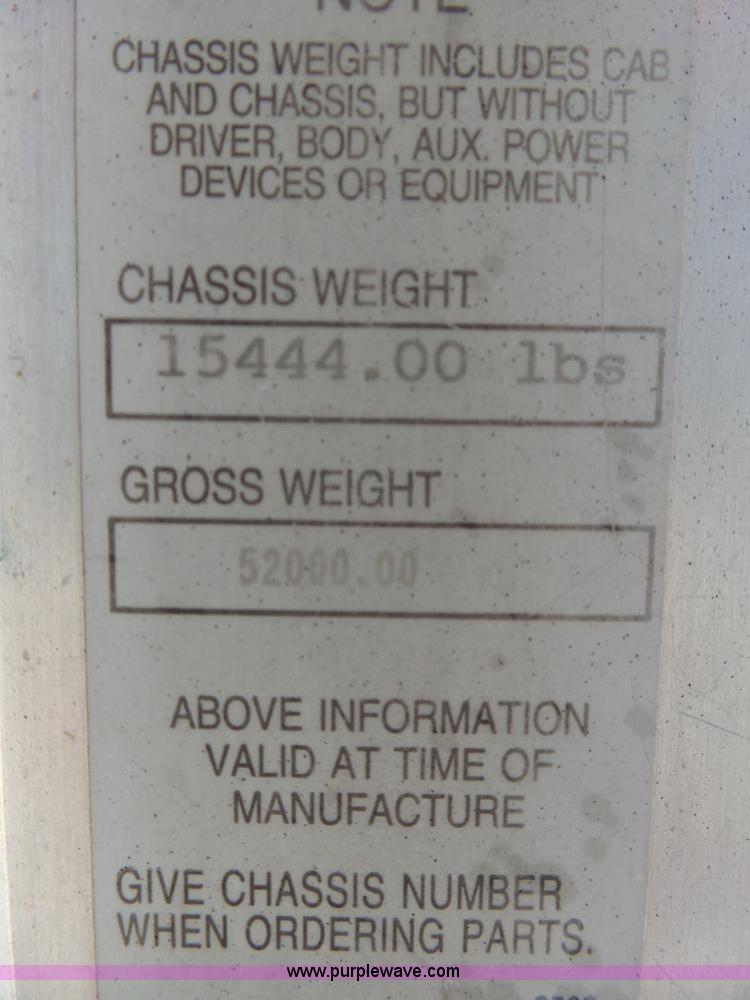 NOTE
CHASSIS WEIGHT INCLUDES CAB
AND CHASSIS, BUT WITHOUT
DRIVER, BODY, AUX. POWER
DEVICES OR EQUIPMENT
CHASSIS WEIGHT
15444.00 lbs
GROSS WEIGHT
52000.00
ABOVE INFORMATION
VALID AT TIME OF
MANUFACTURE
GIVE CHASSIS NUMBER
WHEN ORDERING PARTS.
www.purplewave.com